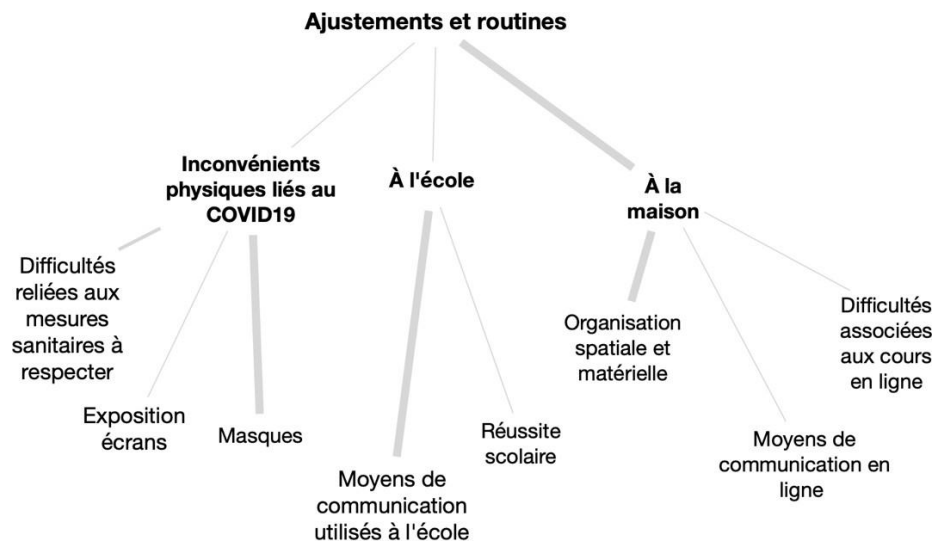 Ajustements et routines
Inconvénients
physiques liés au
COVID19
À l'école
À la
maison
Difficultés
reliées aux
mesures
sanitaires à
respecter
Exposition
écrans
Masques
Moyens de
communication
utilisés à l'école
Réussite
scolaire
Organisation
spatiale et
matérielle
Moyens de
communication en
ligne
Difficultés
associées
aux cours
en ligne